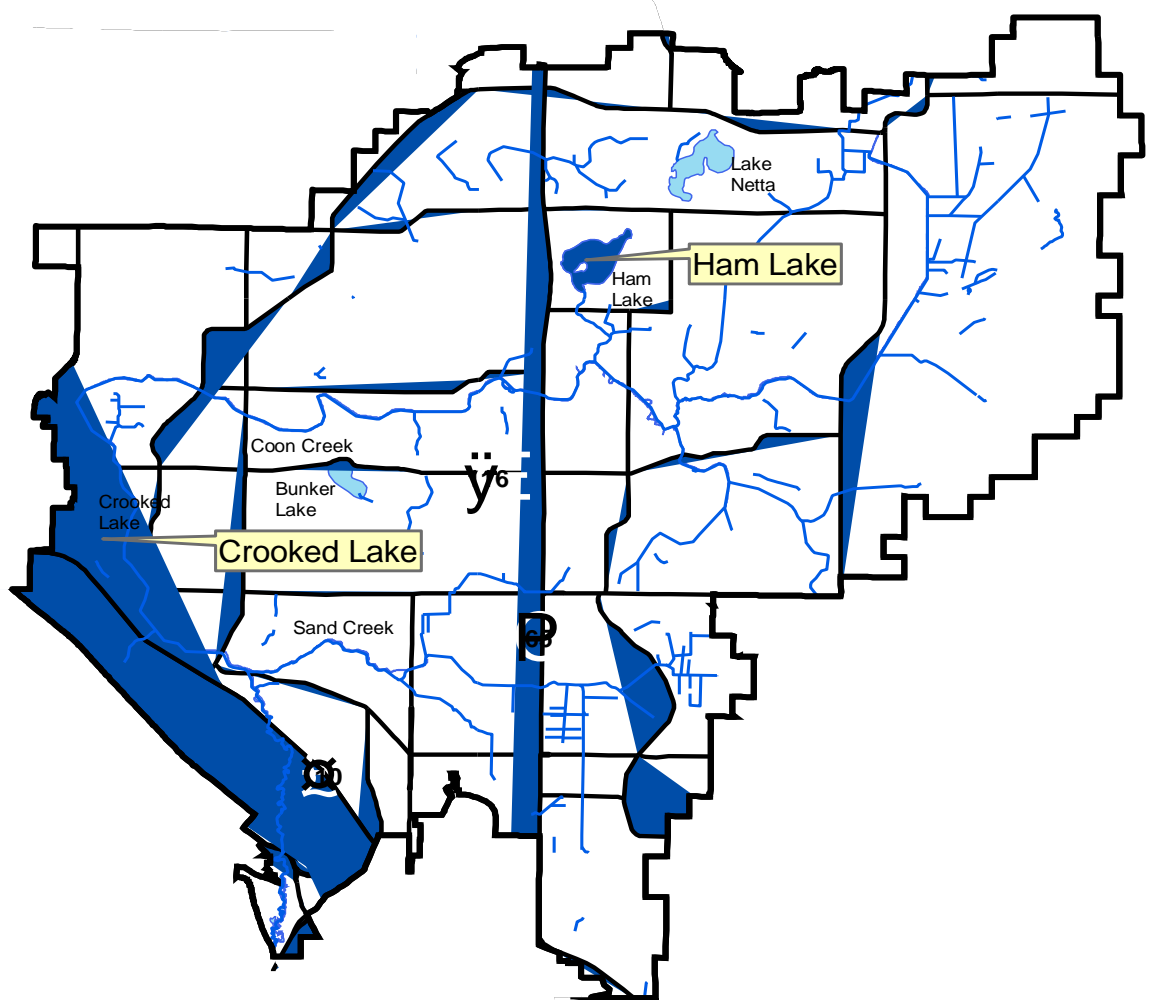 Lake
Netta
Ham Lake
Ham
Lake
Coon Creek
ÿ
Bunker
Lake
Crooked
Lake
Crooked Lake
Sand Creek
P